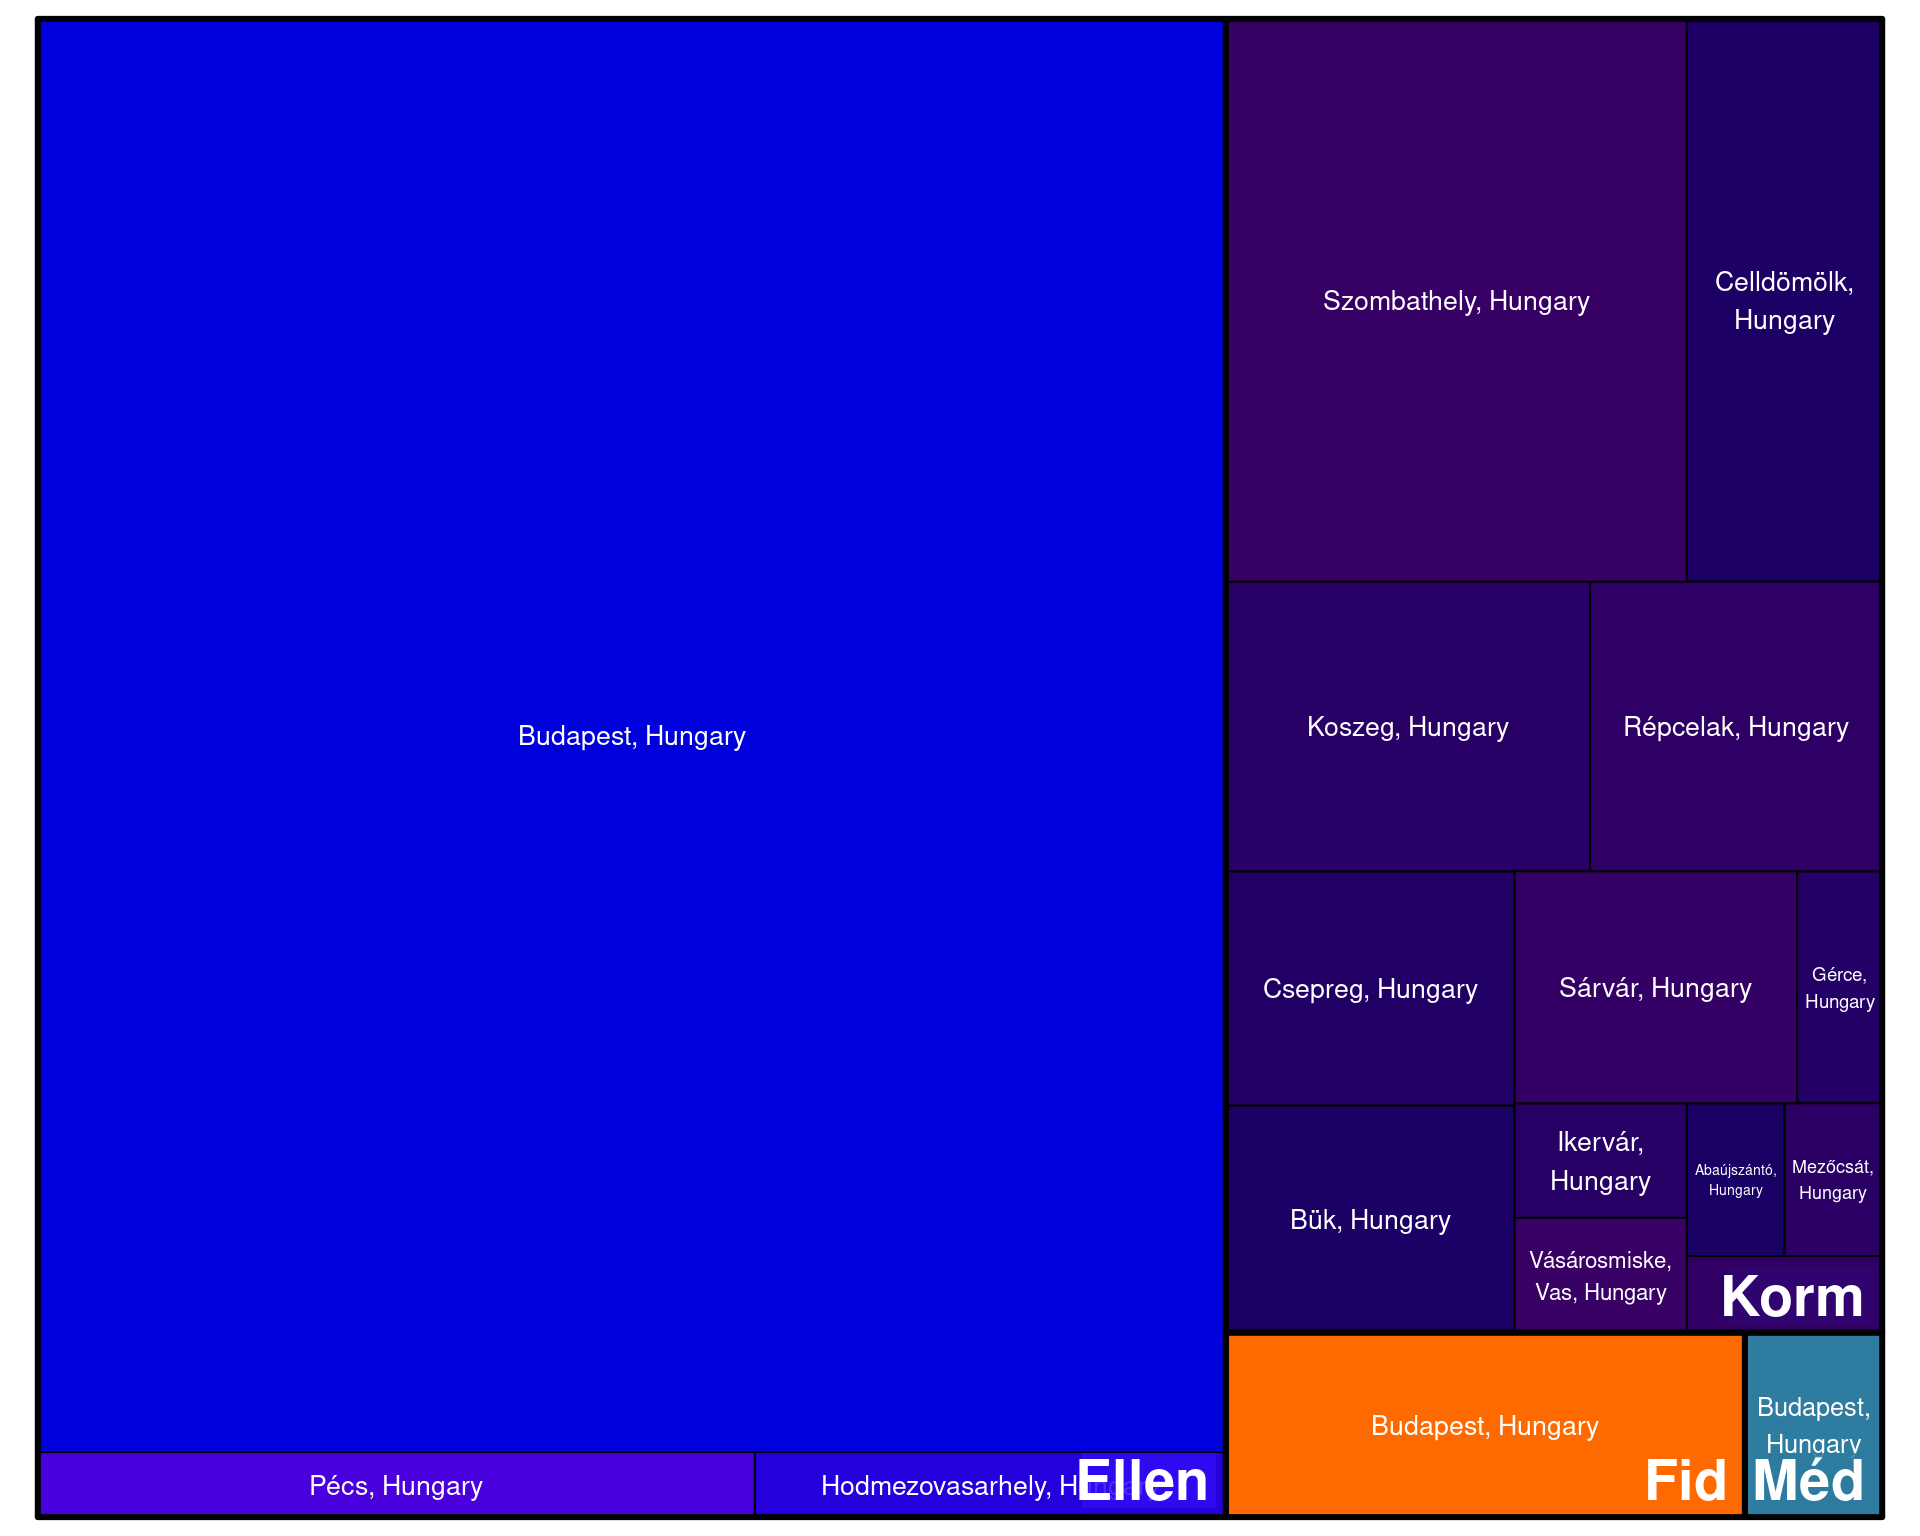 Budapest, Hungary
Pécs, Hungary
Hodmezovasarhely, Hungary
Ellen
Szombathely, Hungary
Celldömölk,
Hungary
Koszeg, Hungary
Répcelak, Hungary
Csepreg, Hungary
Sárvár, Hungary
Gérce,
Hungary
Bük, Hungary
Ikervár,
Hungary
Vásárosmiske,
Vas, Hungary
Abaújszántó,
Hungary
Mezőcsát,
Hungary
Korm
Budapest, Hungary
Fid
Budapest,
Hungary
Méd